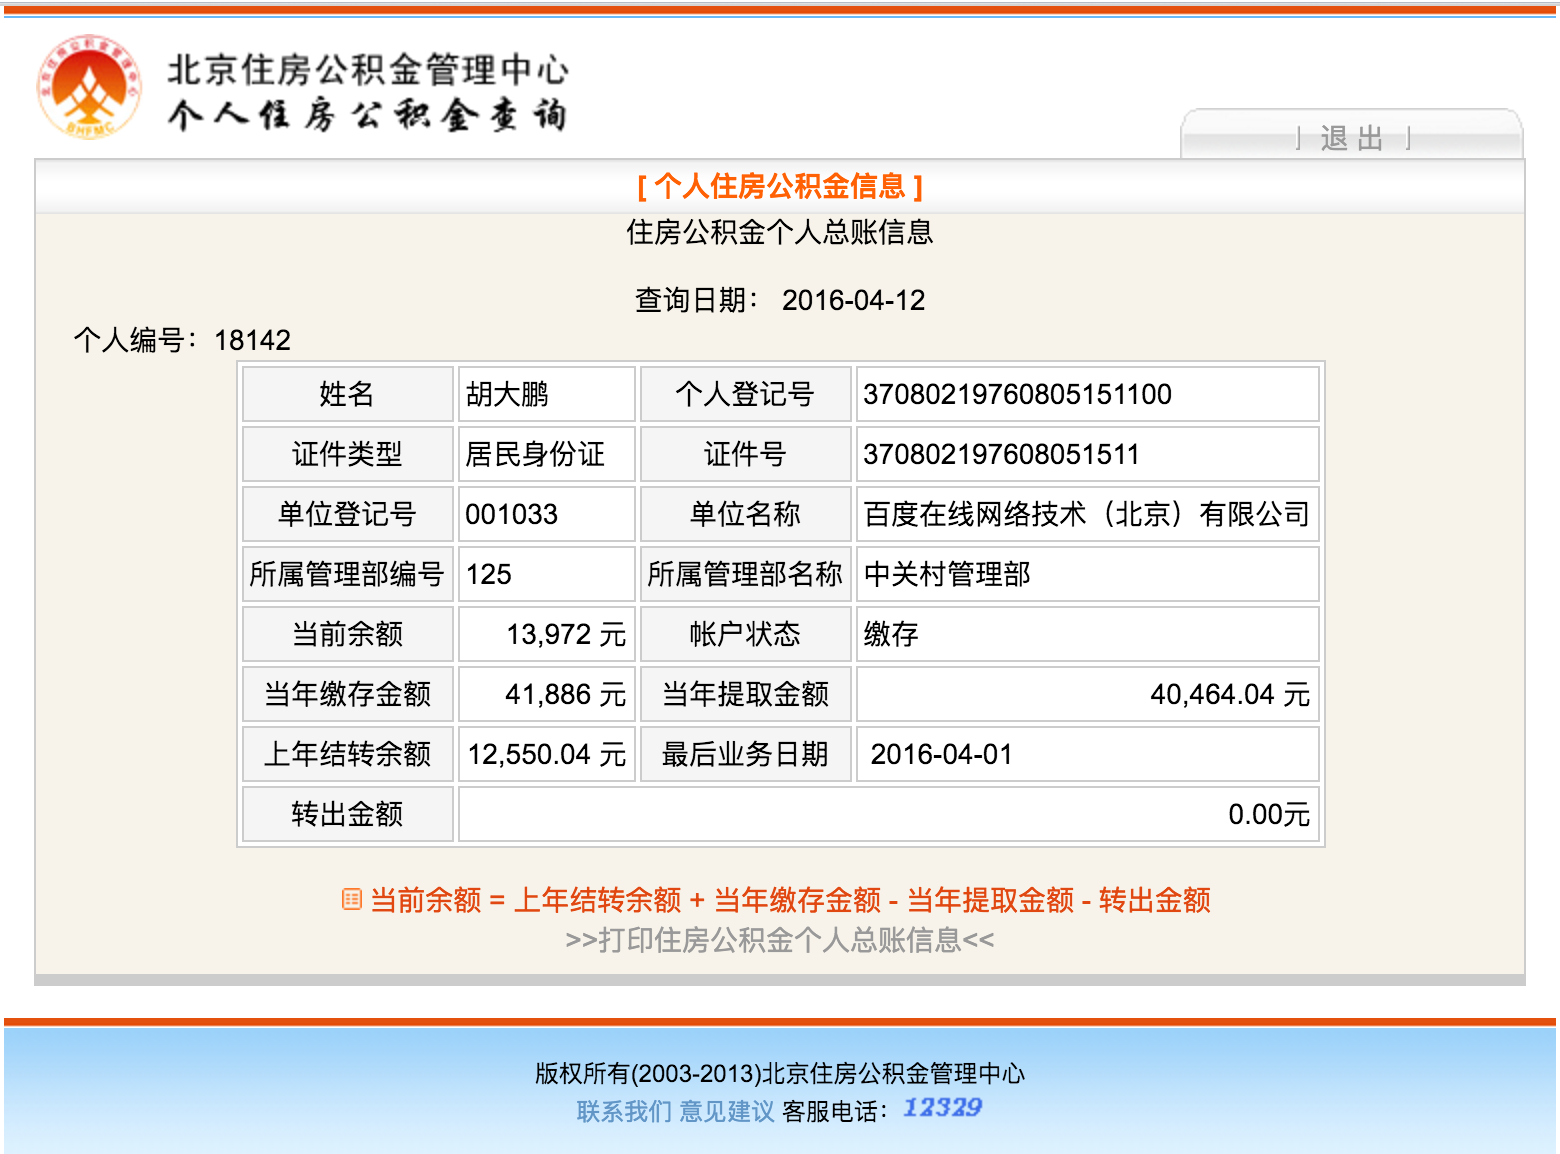 北京住房公积金管理中心
个人住房公积金查询
退 出
[ 个人住房公积金信息 ]
住房公积金个人总账信息
查询日期： 2016-04-12
个人编号：18142
姓名 胡大鹏 个人登记号 37080219760805151100
证件类型 居民身份证 证件号 370802197608051511
单位登记号 001033 单位名称 百度在线网络技术（北京）有限公司
所属管理部编号 125 所属管理部名称 中关村管理部
当前余额 13,972 元 帐户状态 缴存
当年缴存金额 41,886 元 当年提取金额 40,464.04 元
上年结转余额 12,550.04 元 最后业务日期 2016-04-01
转出金额 0.00元
当前余额 = 上年结转余额 + 当年缴存金额 - 当年提取金额 - 转出金额
>>打印住房公积金个人总账信息<<
版权所有(2003-2013)北京住房公积金管理中心
联系我们 意见建议 客服电话： 12329